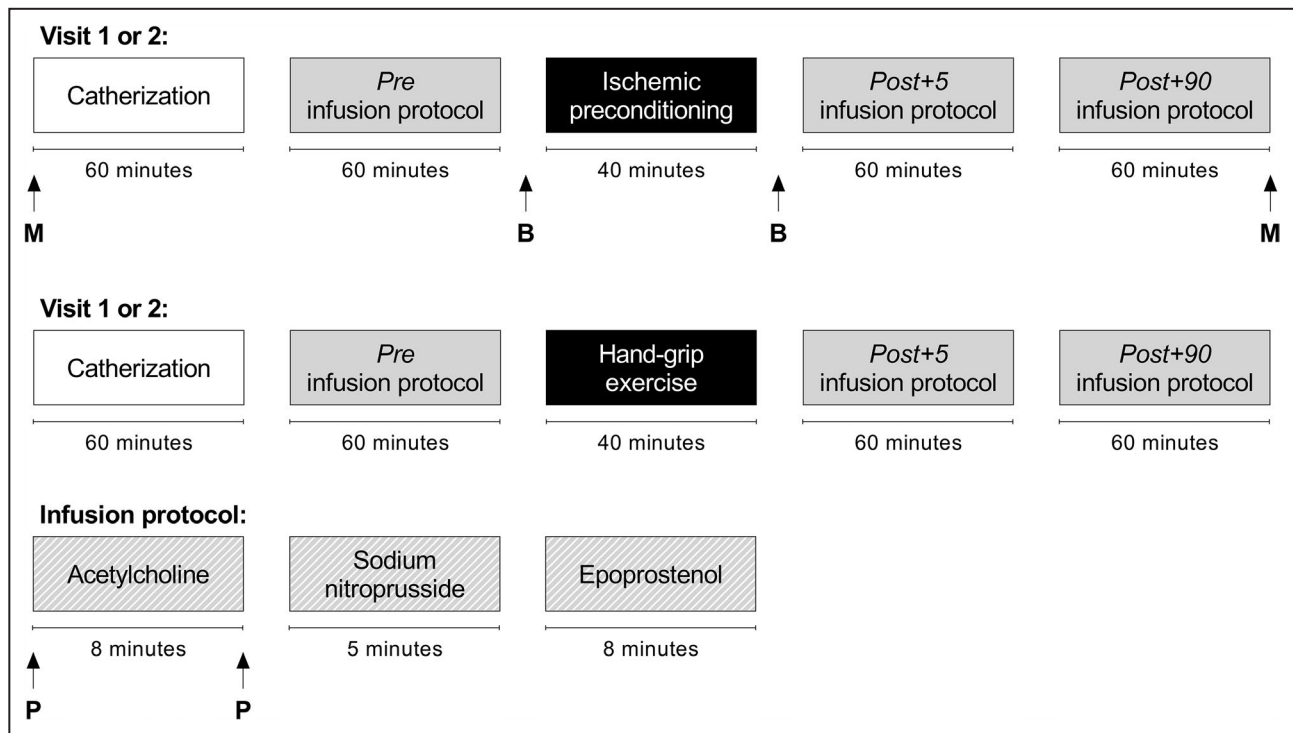 Visit 1 or 2:
Catherization
Pre
infusion protocol
Ischemic
preconditioning
Post+5
infusion protocol
Post+90
infusion protocol
60 minutes
60 minutes
40 minutes
60 minutes
60 minutes
M
B
B
M
Visit 1 or 2:
Catherization
Pre
infusion protocol
Hand-grip
exercise
Post+5
infusion protocol
Post+90
infusion protocol
60 minutes
60 minutes
40 minutes
60 minutes
60 minutes
Infusion protocol:
Acetylcholine
Sodium
nitroprusside
Epoprostenol
8 minutes
5 minutes
8 minutes
P
P